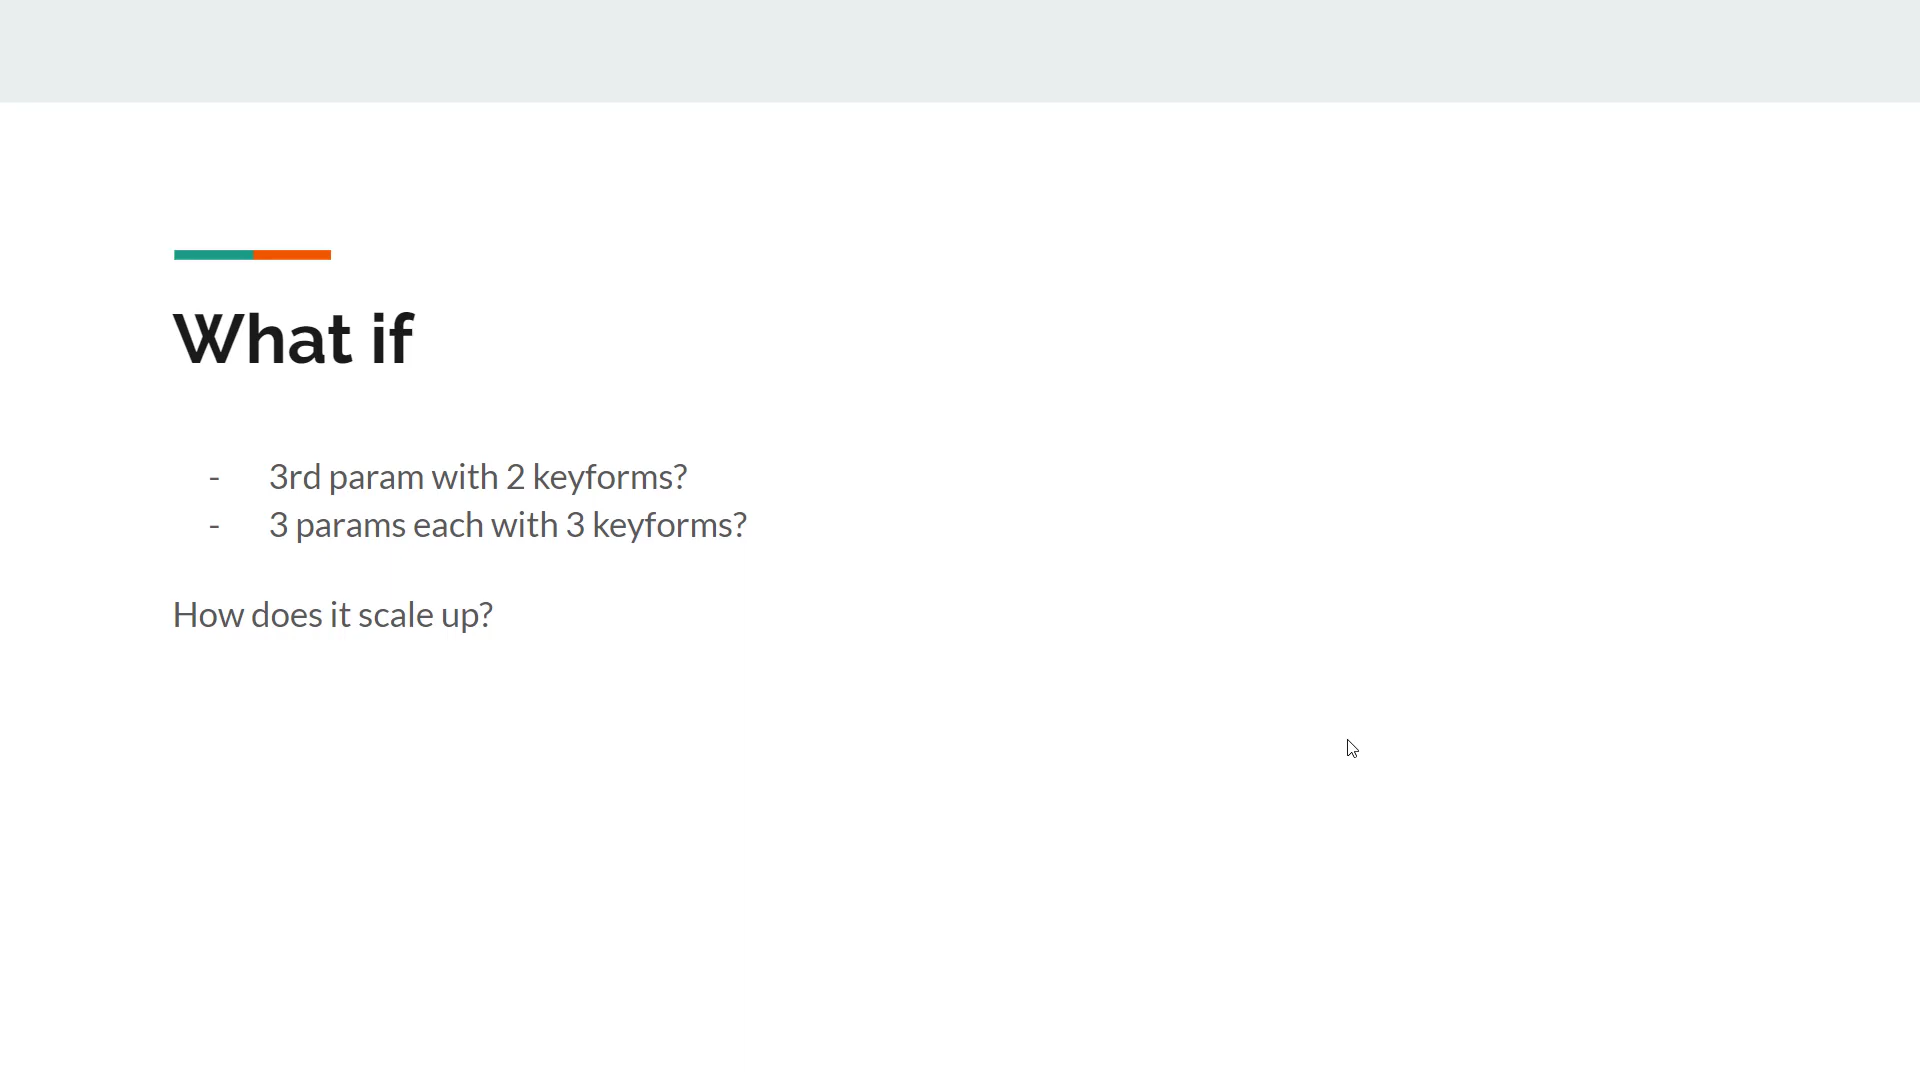 What if
- 3rd param with 2 keyforms?
- 3 params each with 3 keyforms?
How does it scale up?